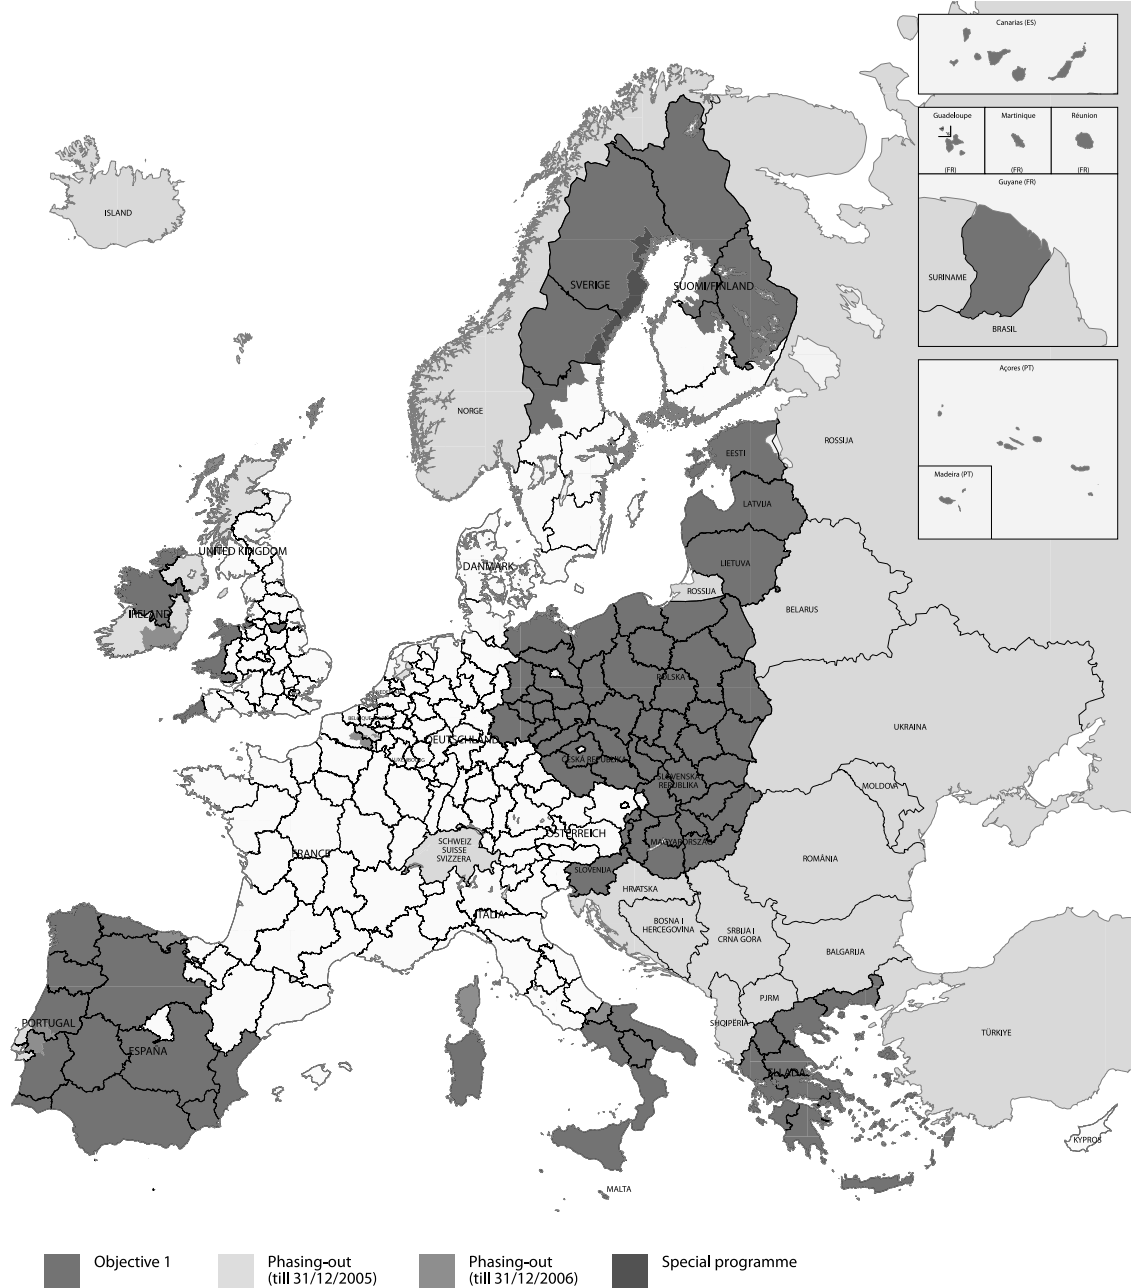 Canarias (ES)
Guadeloupe
Martinique
Réunion
(FR)
(FR)
(FR)
Guyane (FR)
SURINAME
BRASIL
Açores (PT)
Madeira (PT)
ISLAND
SVERIGE
SUOMI/FINLAND
NORGE
ROSSIJA
EESTI
LATVIJA
LIETUVA
ROSSIJA
BELARUS
UNITED KINGDOM
DANMARK
IRELAND
POLSKA
UKRAINA
DEUTSCHLAND
ČESKÁ REPUBLIKA
SLOVENSKÁ
REPUBLIKA
MOLDOVA
ÖSTERREICH
MAGYARORSZÁG
SCHWEIZ
SUISSE
SVIZZERA
FRANCE
ROMÂNIA
SLOVENIJA
HRVATSKA
ITALIA
BOSNA I
HERCEGOVINA
SRBIJA I
CRNA GORA
BALGARIJA
PJRM
SHQIPËRIA
PORTUGAL
ESPAÑA
TÜRKIYE
ELLADA
KYPROS
MALTA
Objective 1
Phasing-out
(till 31/12/2005)
Phasing-out
(till 31/12/2006)
Special programme